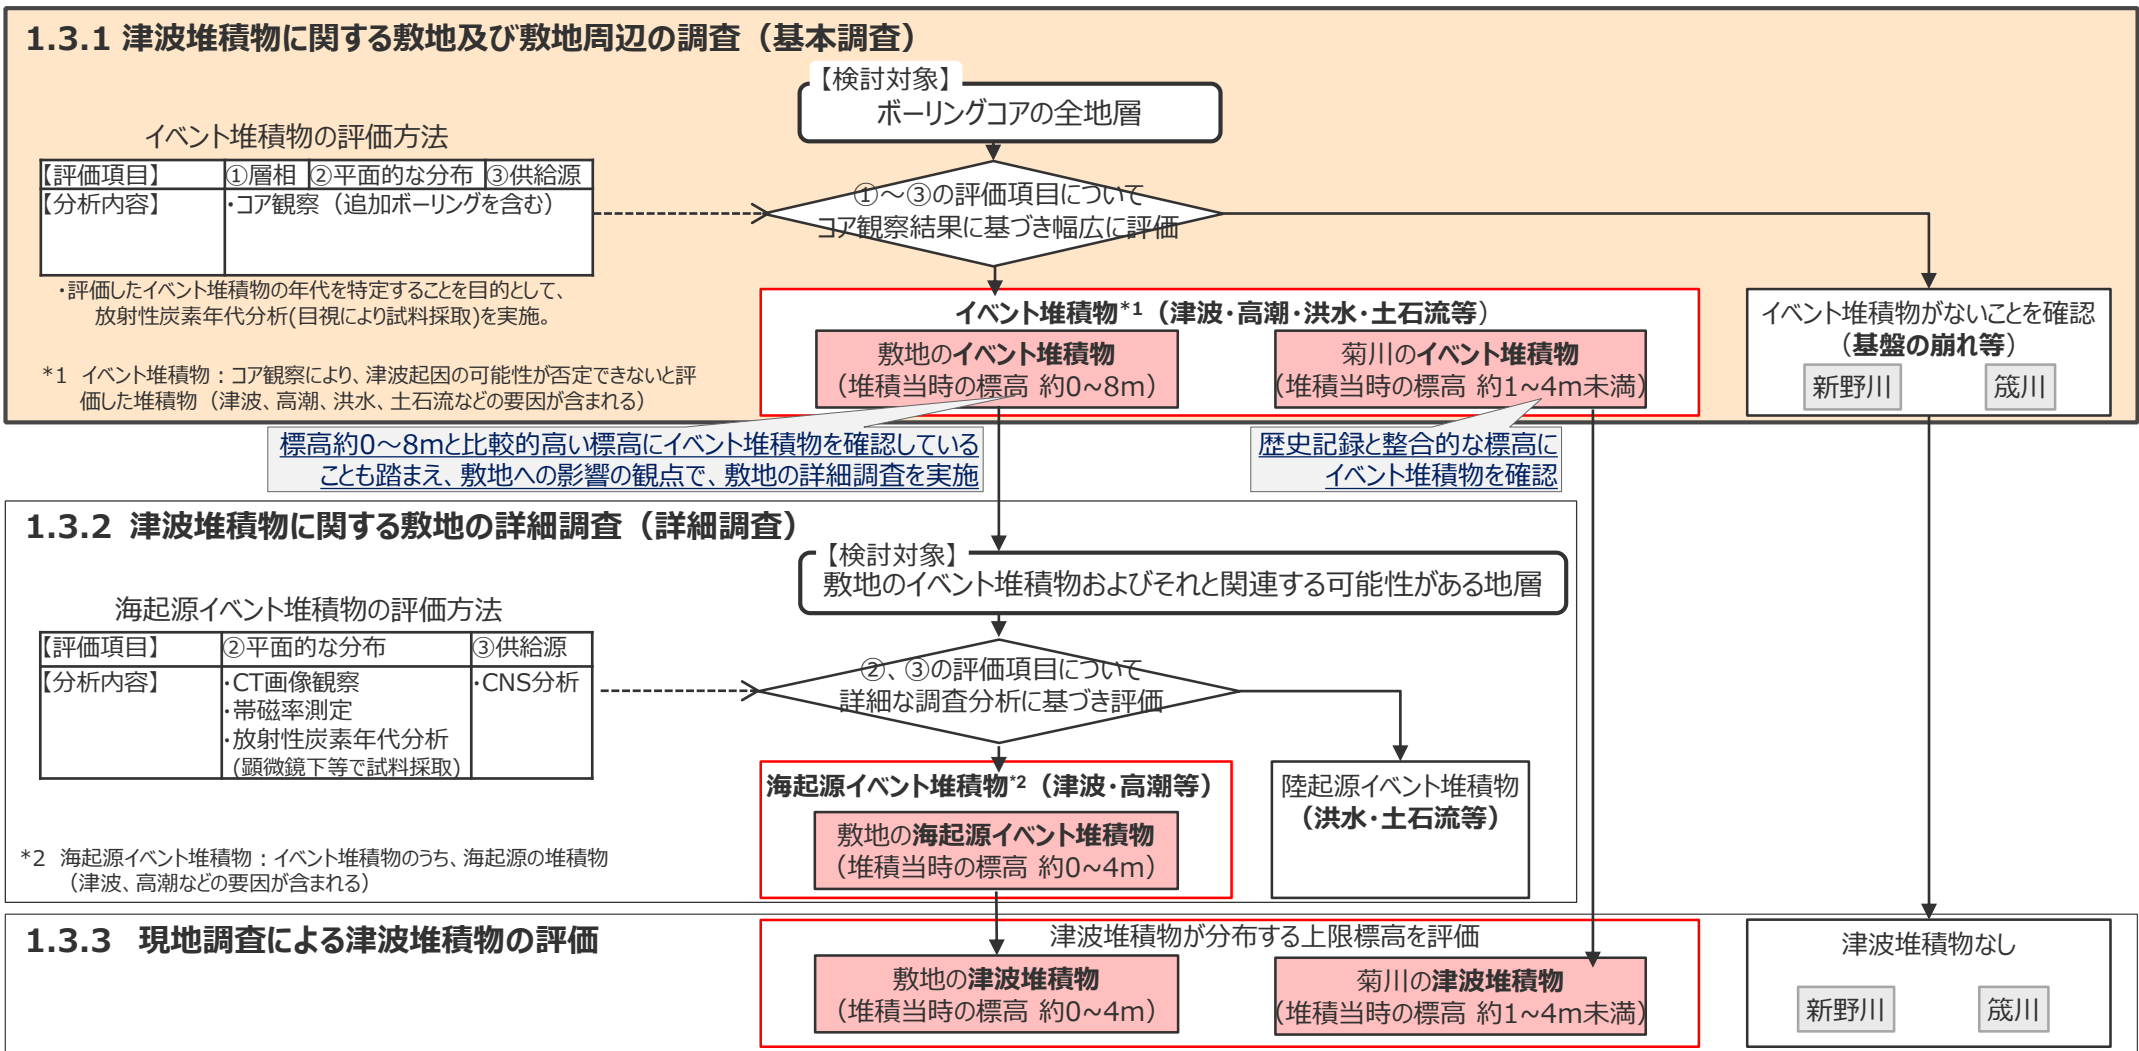 1.3.1 津波堆積物に関する敷地及び敷地周辺の調査（基本調査）
【検討対象】
ボーリングコアの全地層
イベント堆積物の評価方法
【評価項目】 ①層相 ②平面的な分布 ③供給源
【分析内容】 ・コア観察（追加ボーリングを含む）
①～③の評価項目について
コア観察結果に基づき幅広に評価
・評価したイベント堆積物の年代を特定することを目的として、
放射性炭素年代分析(目視により試料採取)を実施。
イベント堆積物*1（津波・高潮・洪水・土石流等）
敷地のイベント堆積物
（堆積当時の標高 約0~8m）
菊川のイベント堆積物
（堆積当時の標高 約1~4m未満）
イベント堆積物がないことを確認
（基盤の崩れ等）
新野川 筬川
*1 イベント堆積物：コア観察により、津波起因の可能性が否定できないと評
価した堆積物（津波、高潮、洪水、土石流などの要因が含まれる）
標高約0～8mと比較的高い標高にイベント堆積物を確認している
ことも踏まえ、敷地への影響の観点で、敷地の詳細調査を実施
歴史記録と整合的な標高に
イベント堆積物を確認
1.3.2 津波堆積物に関する敷地の詳細調査（詳細調査）
【検討対象】
敷地のイベント堆積物およびそれと関連する可能性がある地層
海起源イベント堆積物の評価方法
【評価項目】 ②平面的な分布 ③供給源
【分析内容】 ・CT画像観察 ・CNS分析
・帯磁率測定
・放射性炭素年代分析
(顕微鏡下等で試料採取)
②、③の評価項目について
詳細な調査分析に基づき評価
海起源イベント堆積物*2（津波・高潮等）
敷地の海起源イベント堆積物
（堆積当時の標高 約0~4m）
陸起源イベント堆積物
（洪水・土石流等）
*2 海起源イベント堆積物：イベント堆積物のうち、海起源の堆積物
（津波、高潮などの要因が含まれる）
1.3.3 現地調査による津波堆積物の評価
津波堆積物が分布する上限標高を評価
敷地の津波堆積物
（堆積当時の標高 約0~4m）
菊川の津波堆積物
（堆積当時の標高 約1~4m未満）
津波堆積物なし
新野川 筬川